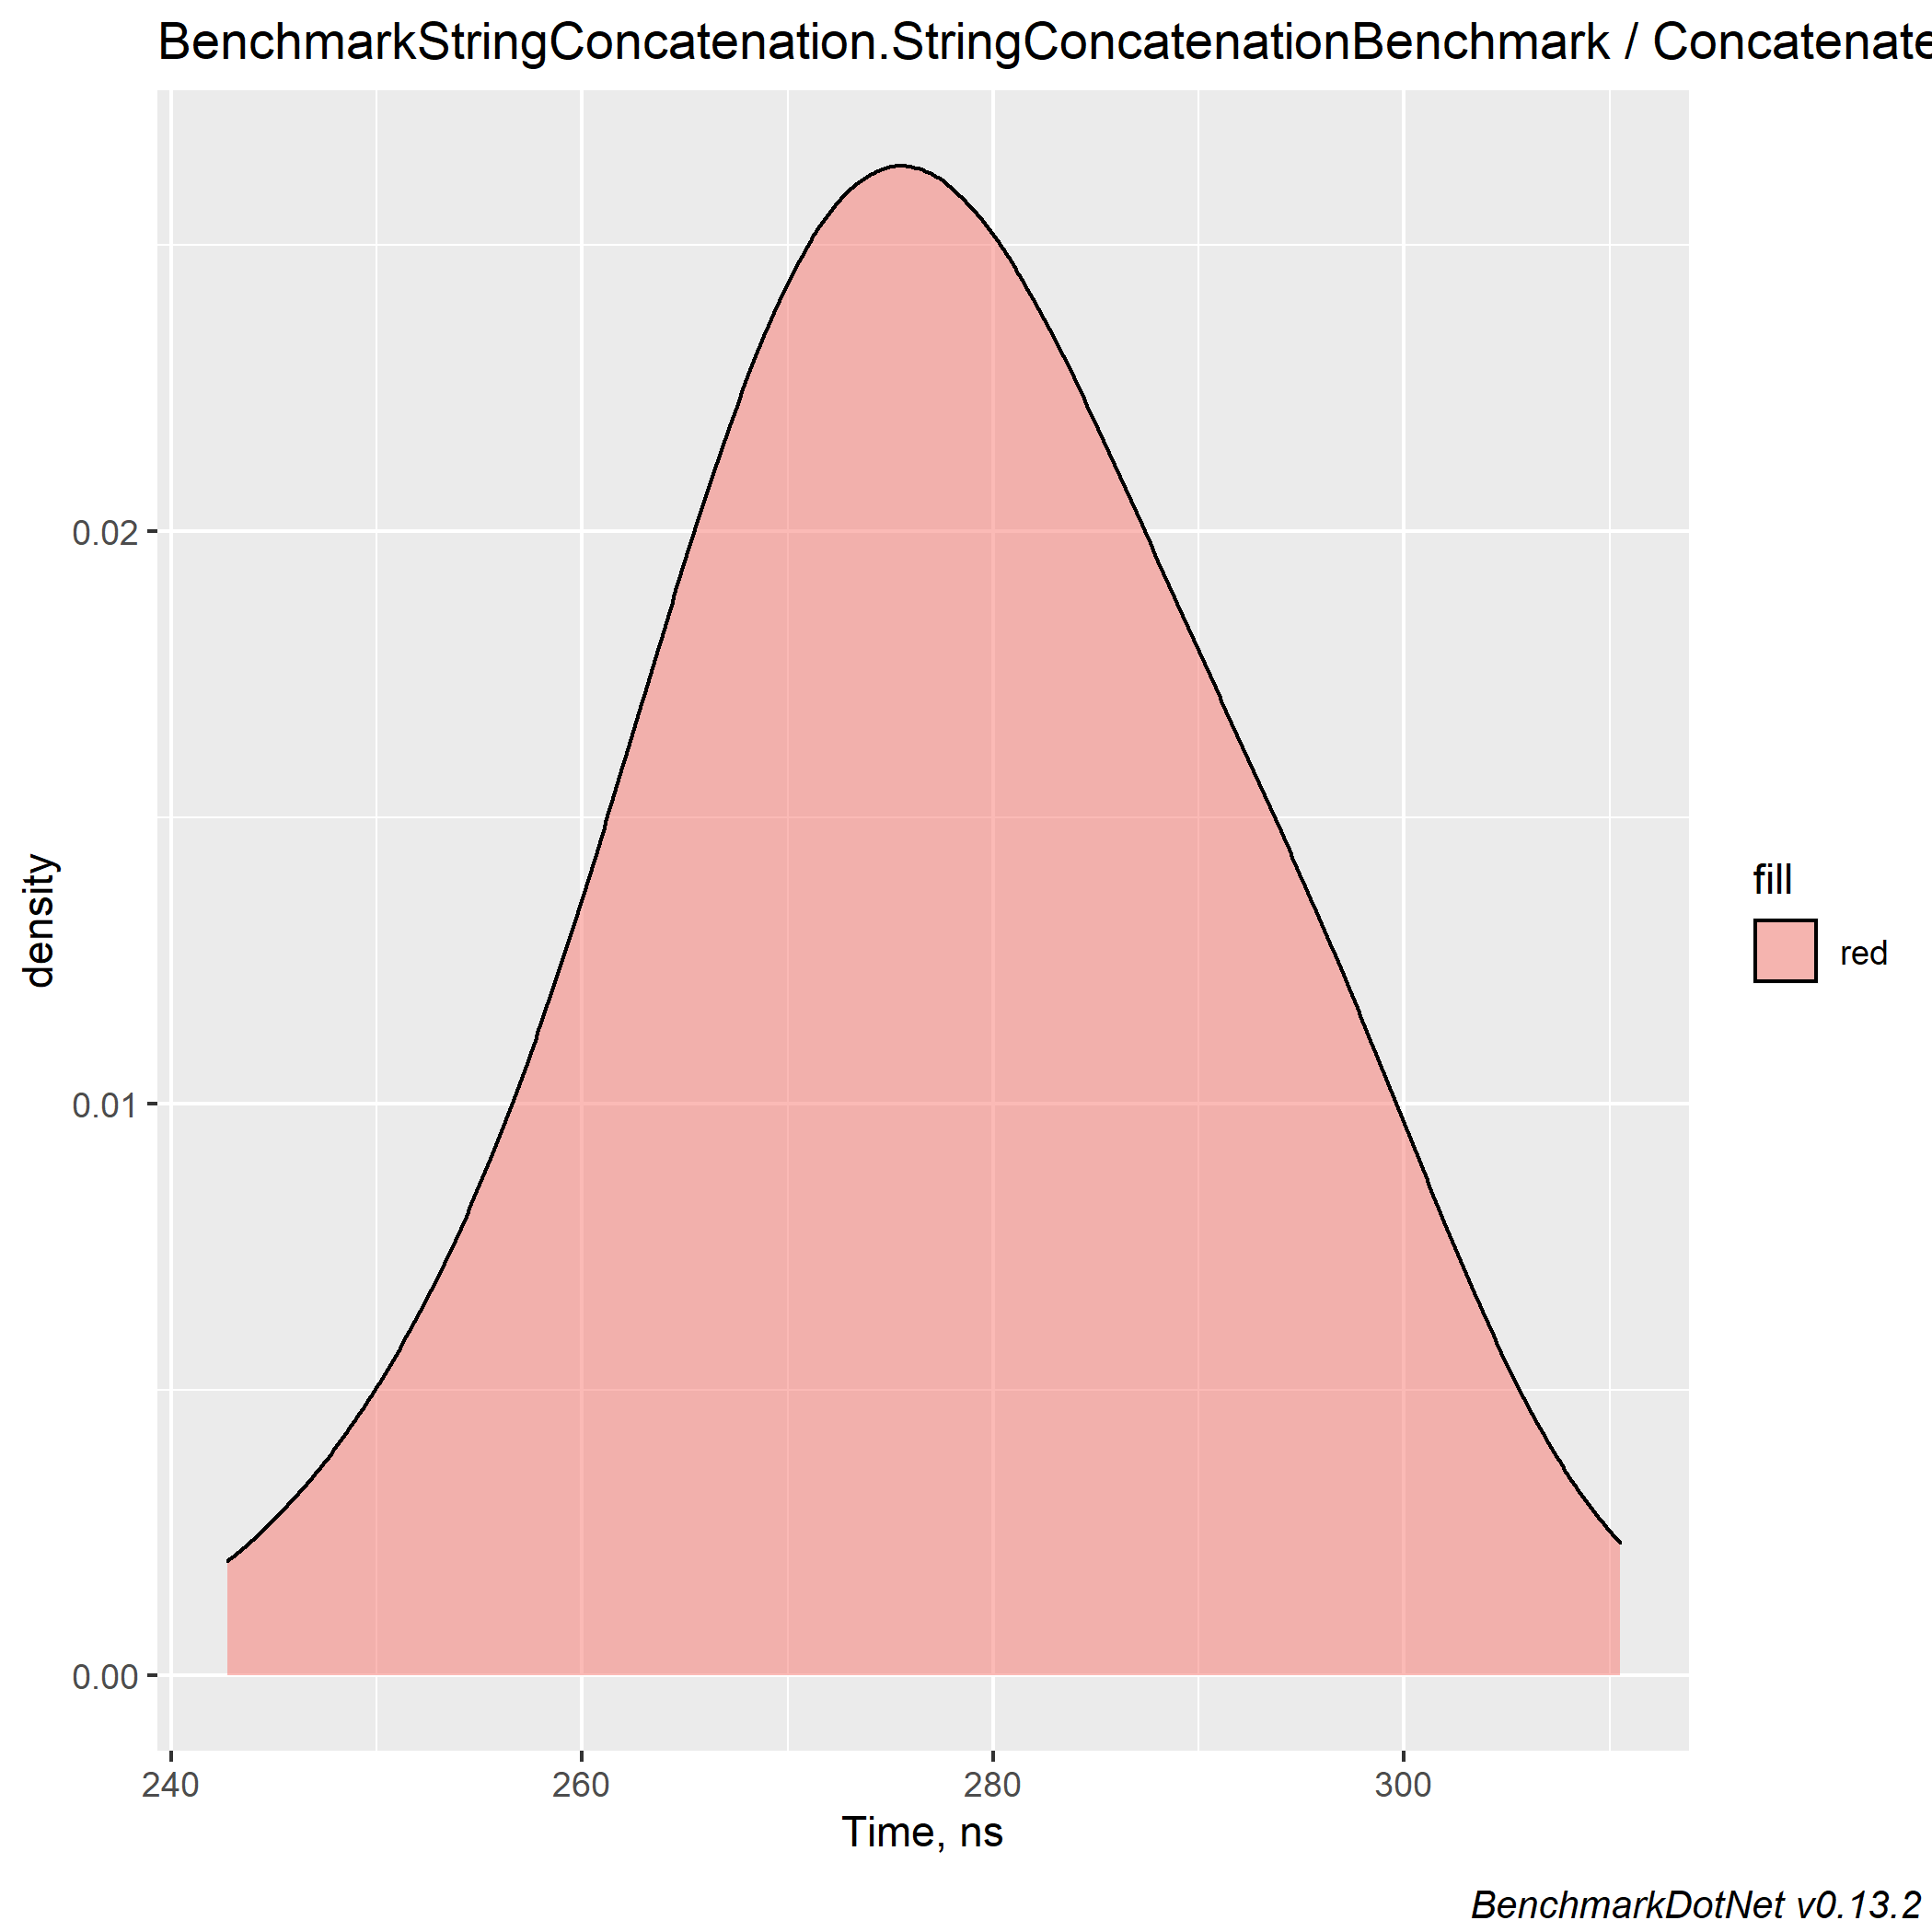 BenchmarkStringConcatenation.StringConcatenationBenchmark / Concatenate
density
0.02
0.01
0.00
240 260 280 300
Time, ns
fill
red
BenchmarkDotNet v0.13.2